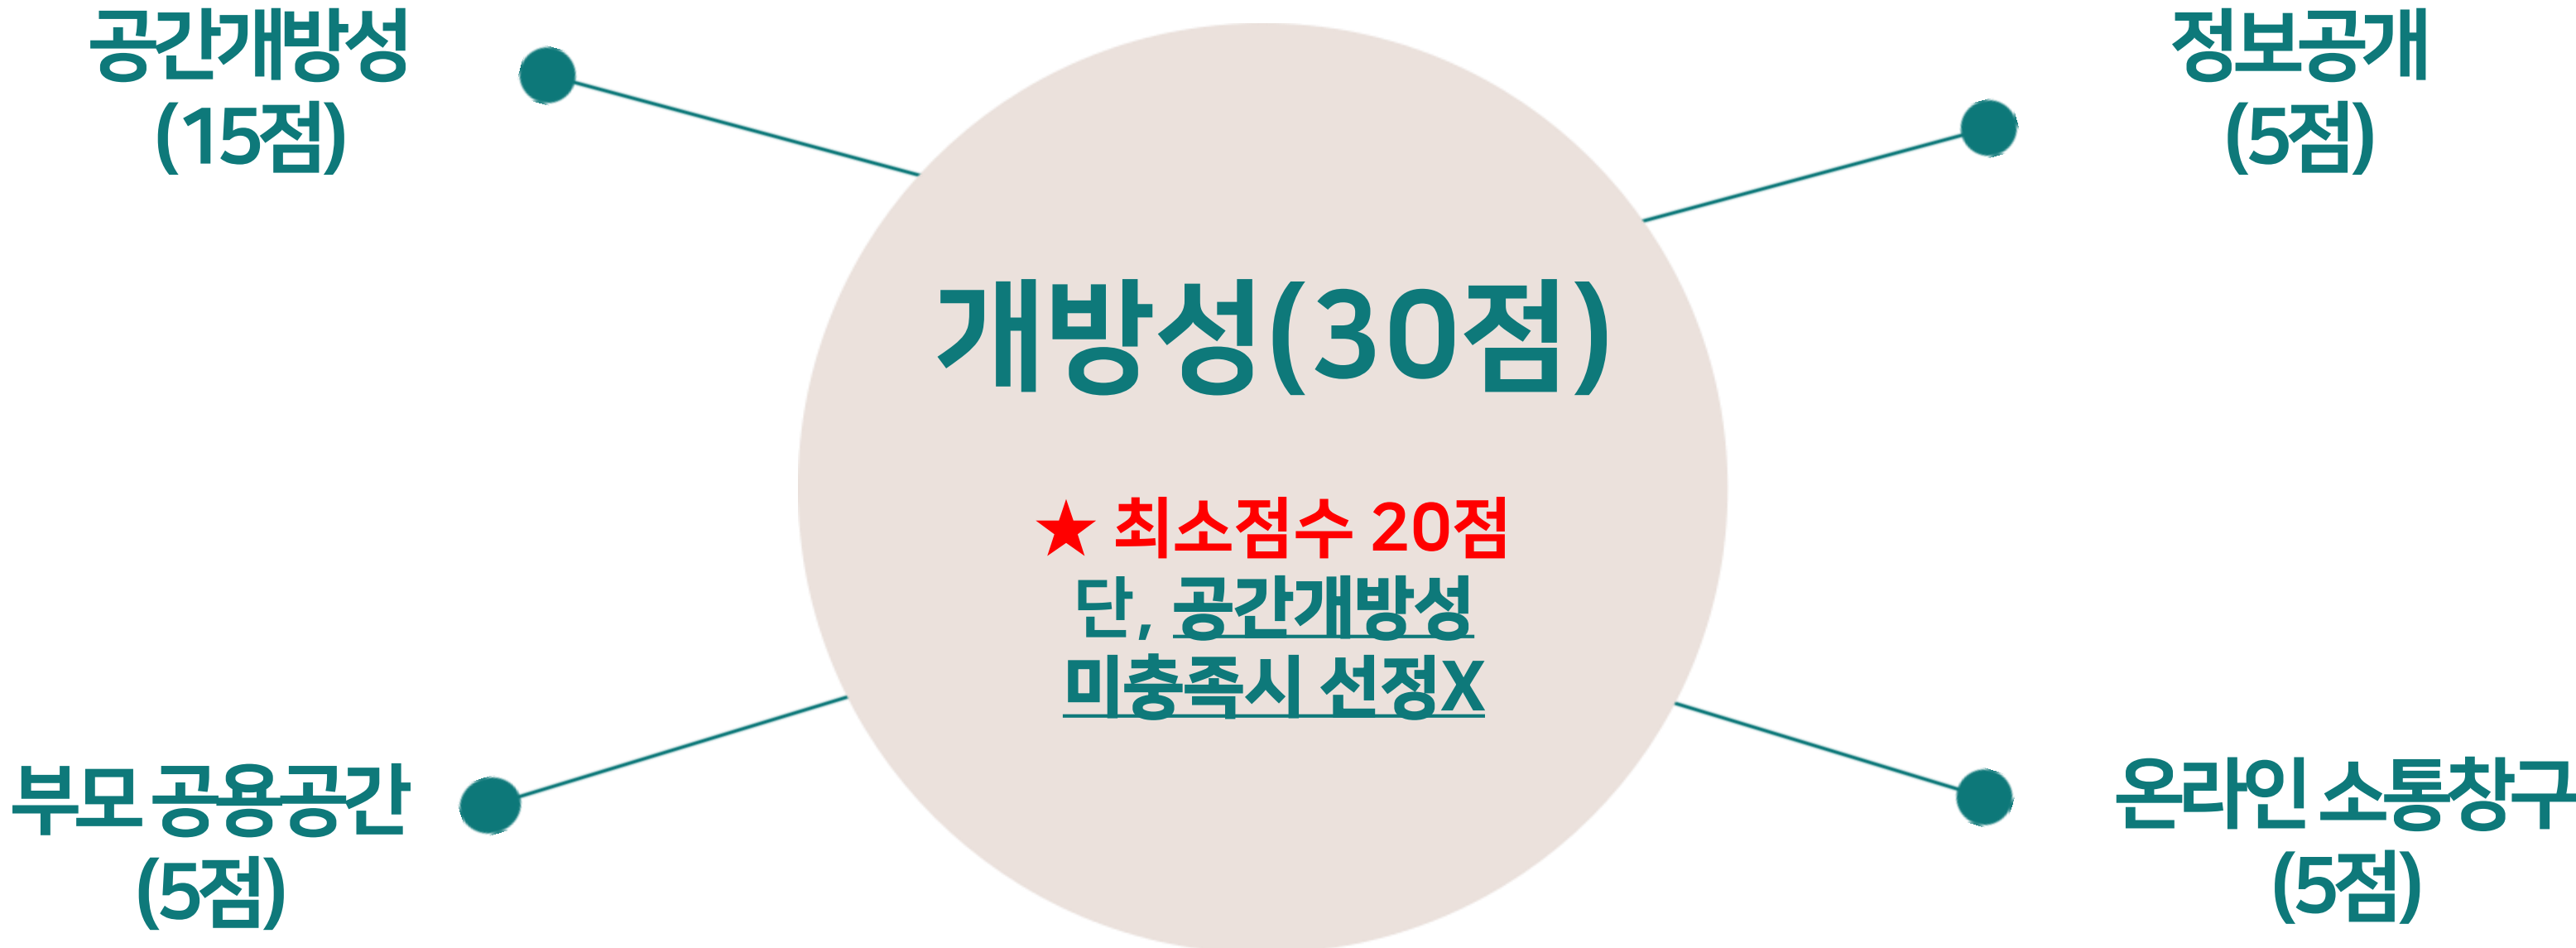 공간개방성
(15점)
정보공개
(5점)
개방성(30점)
★ 최소점수 20점
단, 공간개방성
미충족시 선정X
부모 공용공간
(5점)
온라인 소통창구
(5점)